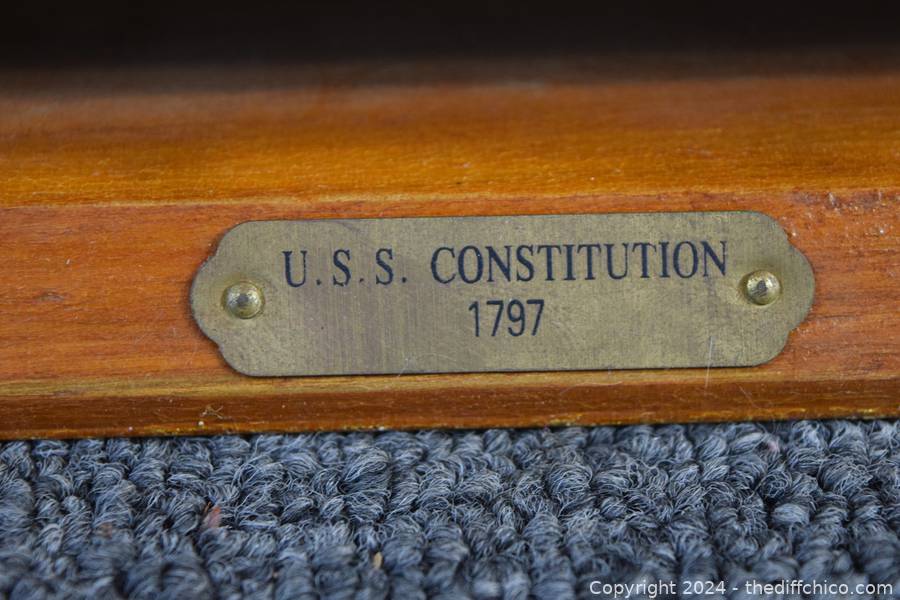 U.S.S. CONSTITUTION
1797
Copyright 2024 - thediffchico.com